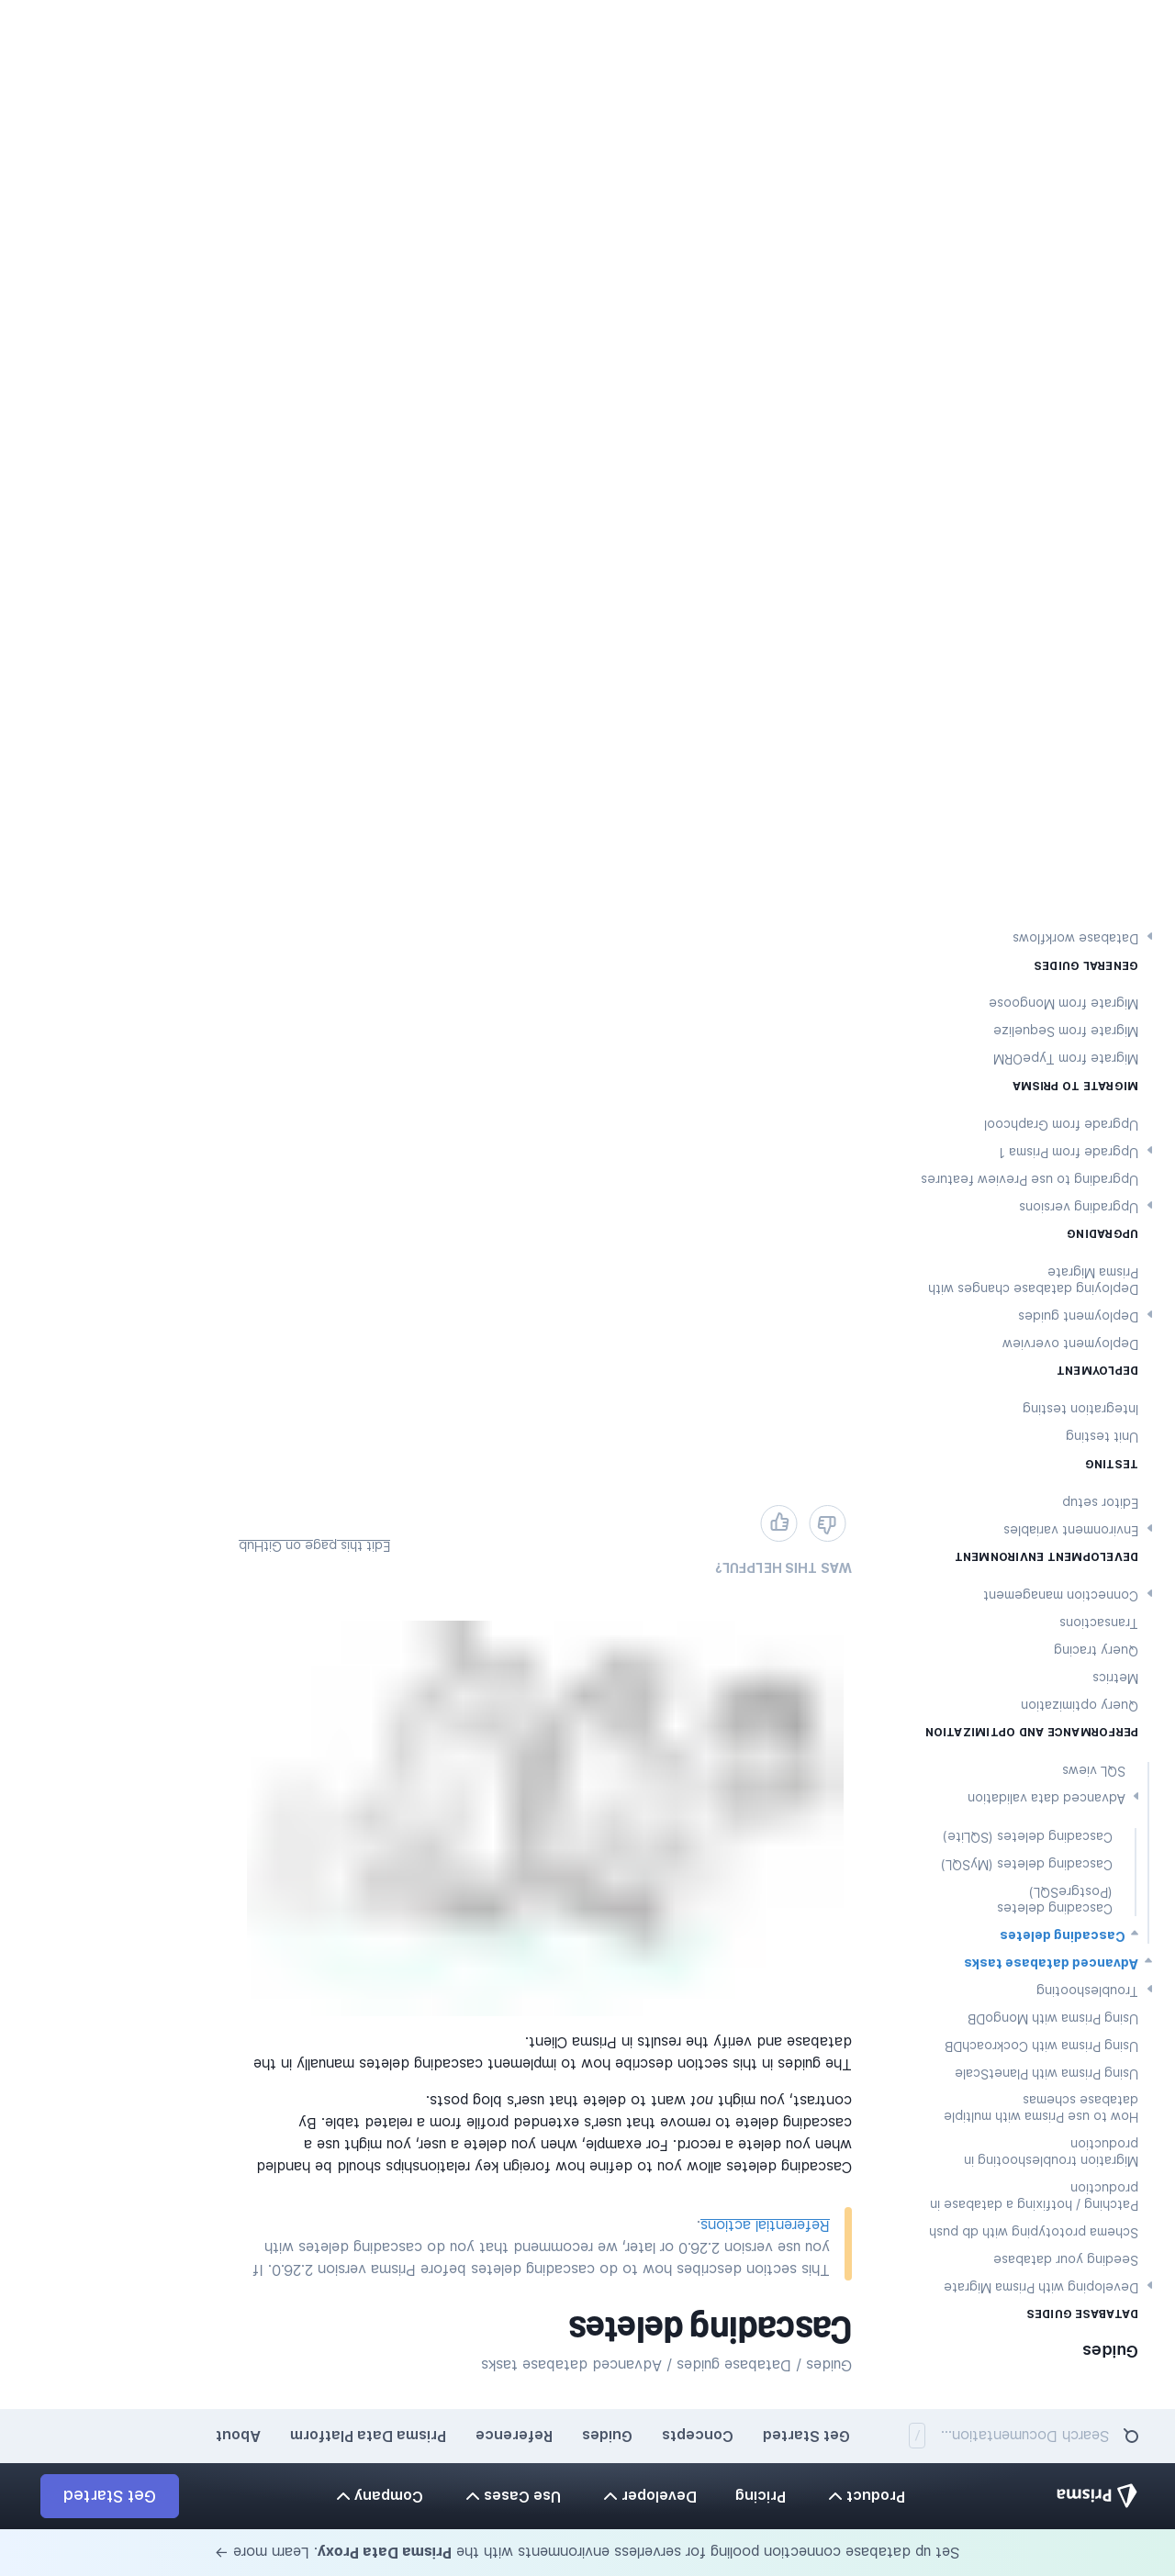 Set up database connection pooling for serverless environments with the Prisma Data Proxy. Learn more →
Prisma
Product
Pricing
Developer
Use Cases
Company
Get Started
Search Documentation...
/
Get Started
Concepts
Guides
Reference
Prisma Data Platform
About
Guides
DATABASE GUIDES
Developing with Prisma Migrate
Seeding your database
Schema prototyping with db push
Patching / hotfixing a database in
production
Migration troubleshooting in
production
How to use Prisma with multiple
database schemas
Using Prisma with PlanetScale
Using Prisma with CockroachDB
Using Prisma with MongoDB
Troubleshooting
Advanced database tasks
Cascading deletes
Cascading deletes
(PostgreSQL)
Cascading deletes (MySQL)
Cascading deletes (SQLite)
Advanced data validation
SQL views
PERFORMANCE AND OPTIMIZATION
Query optimization
Metrics
Query tracing
Transactions
Connection management
DEVELOPMENT ENVIRONMENT
Environment variables
Editor setup
TESTING
Unit testing
Integration testing
DEPLOYMENT
Deployment overview
Deployment guides
Deploying database changes with
Prisma Migrate
UPGRADING
Upgrading versions
Upgrading to use Preview features
Upgrade from Prisma 1
Upgrade from Graphcool
MIGRATE TO PRISMA
Migrate from TypeORM
Migrate from Sequelize
Migrate from Mongoose
GENERAL GUIDES
Database workflows
Guides / Database guides / Advanced database tasks
Cascading deletes
This section describes how to do cascading deletes before Prisma version 2.26.0. If
you use version 2.26.0 or later, we recommend that you do cascading deletes with
Referential actions.
Cascading deletes allow you to define how foreign key relationships should be handled
when you delete a record. For example, when you delete a user, you might use a
cascading delete to remove that user's extended profile from a related table. By
contrast, you might not want to delete that user's blog posts.
The guides in this section describe how to implement cascading deletes manually in the
database and verify the results in Prisma Client.
WAS THIS HELPFUL?
Edit this page on GitHub